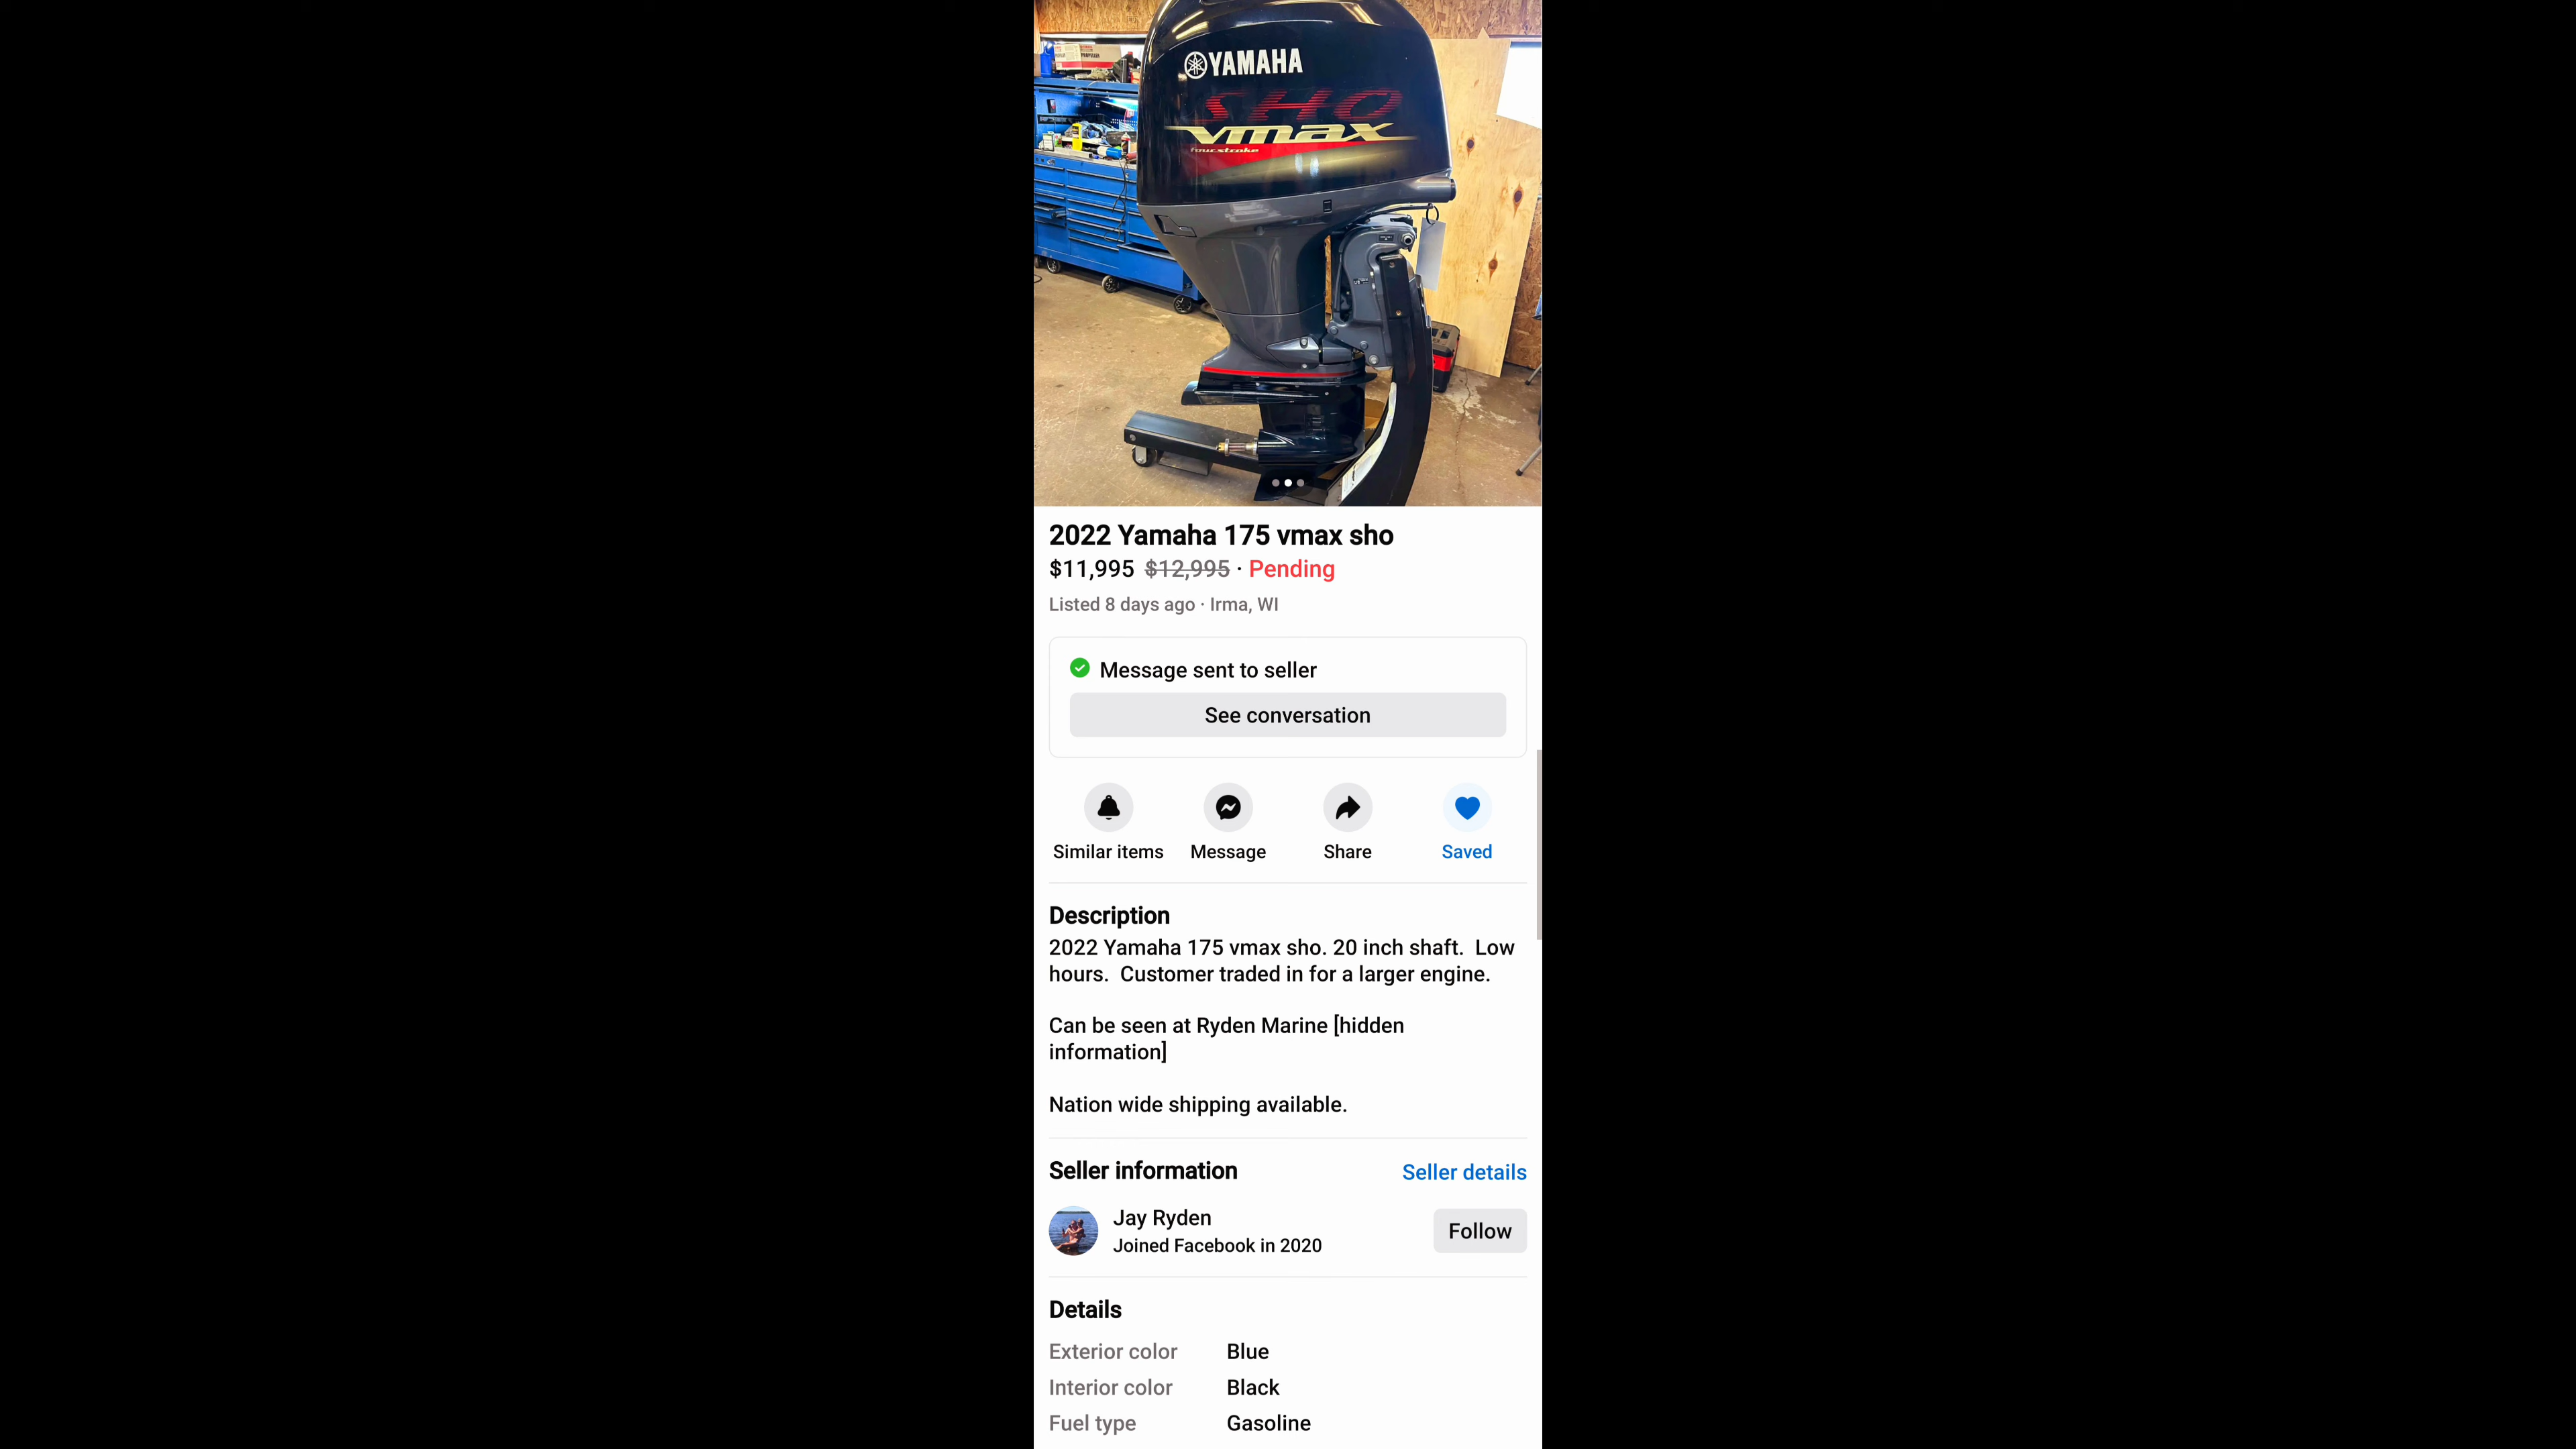 YAMAHA
SHO
vmax
four stroke
2022 Yamaha 175 vmax sho
$11,995 $12,995 · Pending
Listed 8 days ago · Irma, WI
Message sent to seller
See conversation
Similar items Message Share Saved
Description
2022 Yamaha 175 vmax sho. 20 inch shaft. Low
hours. Customer traded in for a larger engine.
Can be seen at Ryden Marine [hidden
information]
Nation wide shipping available.
Seller information Seller details
Jay Ryden
Joined Facebook in 2020
Follow
Details
Exterior color Blue
Interior color Black
Fuel type Gasoline